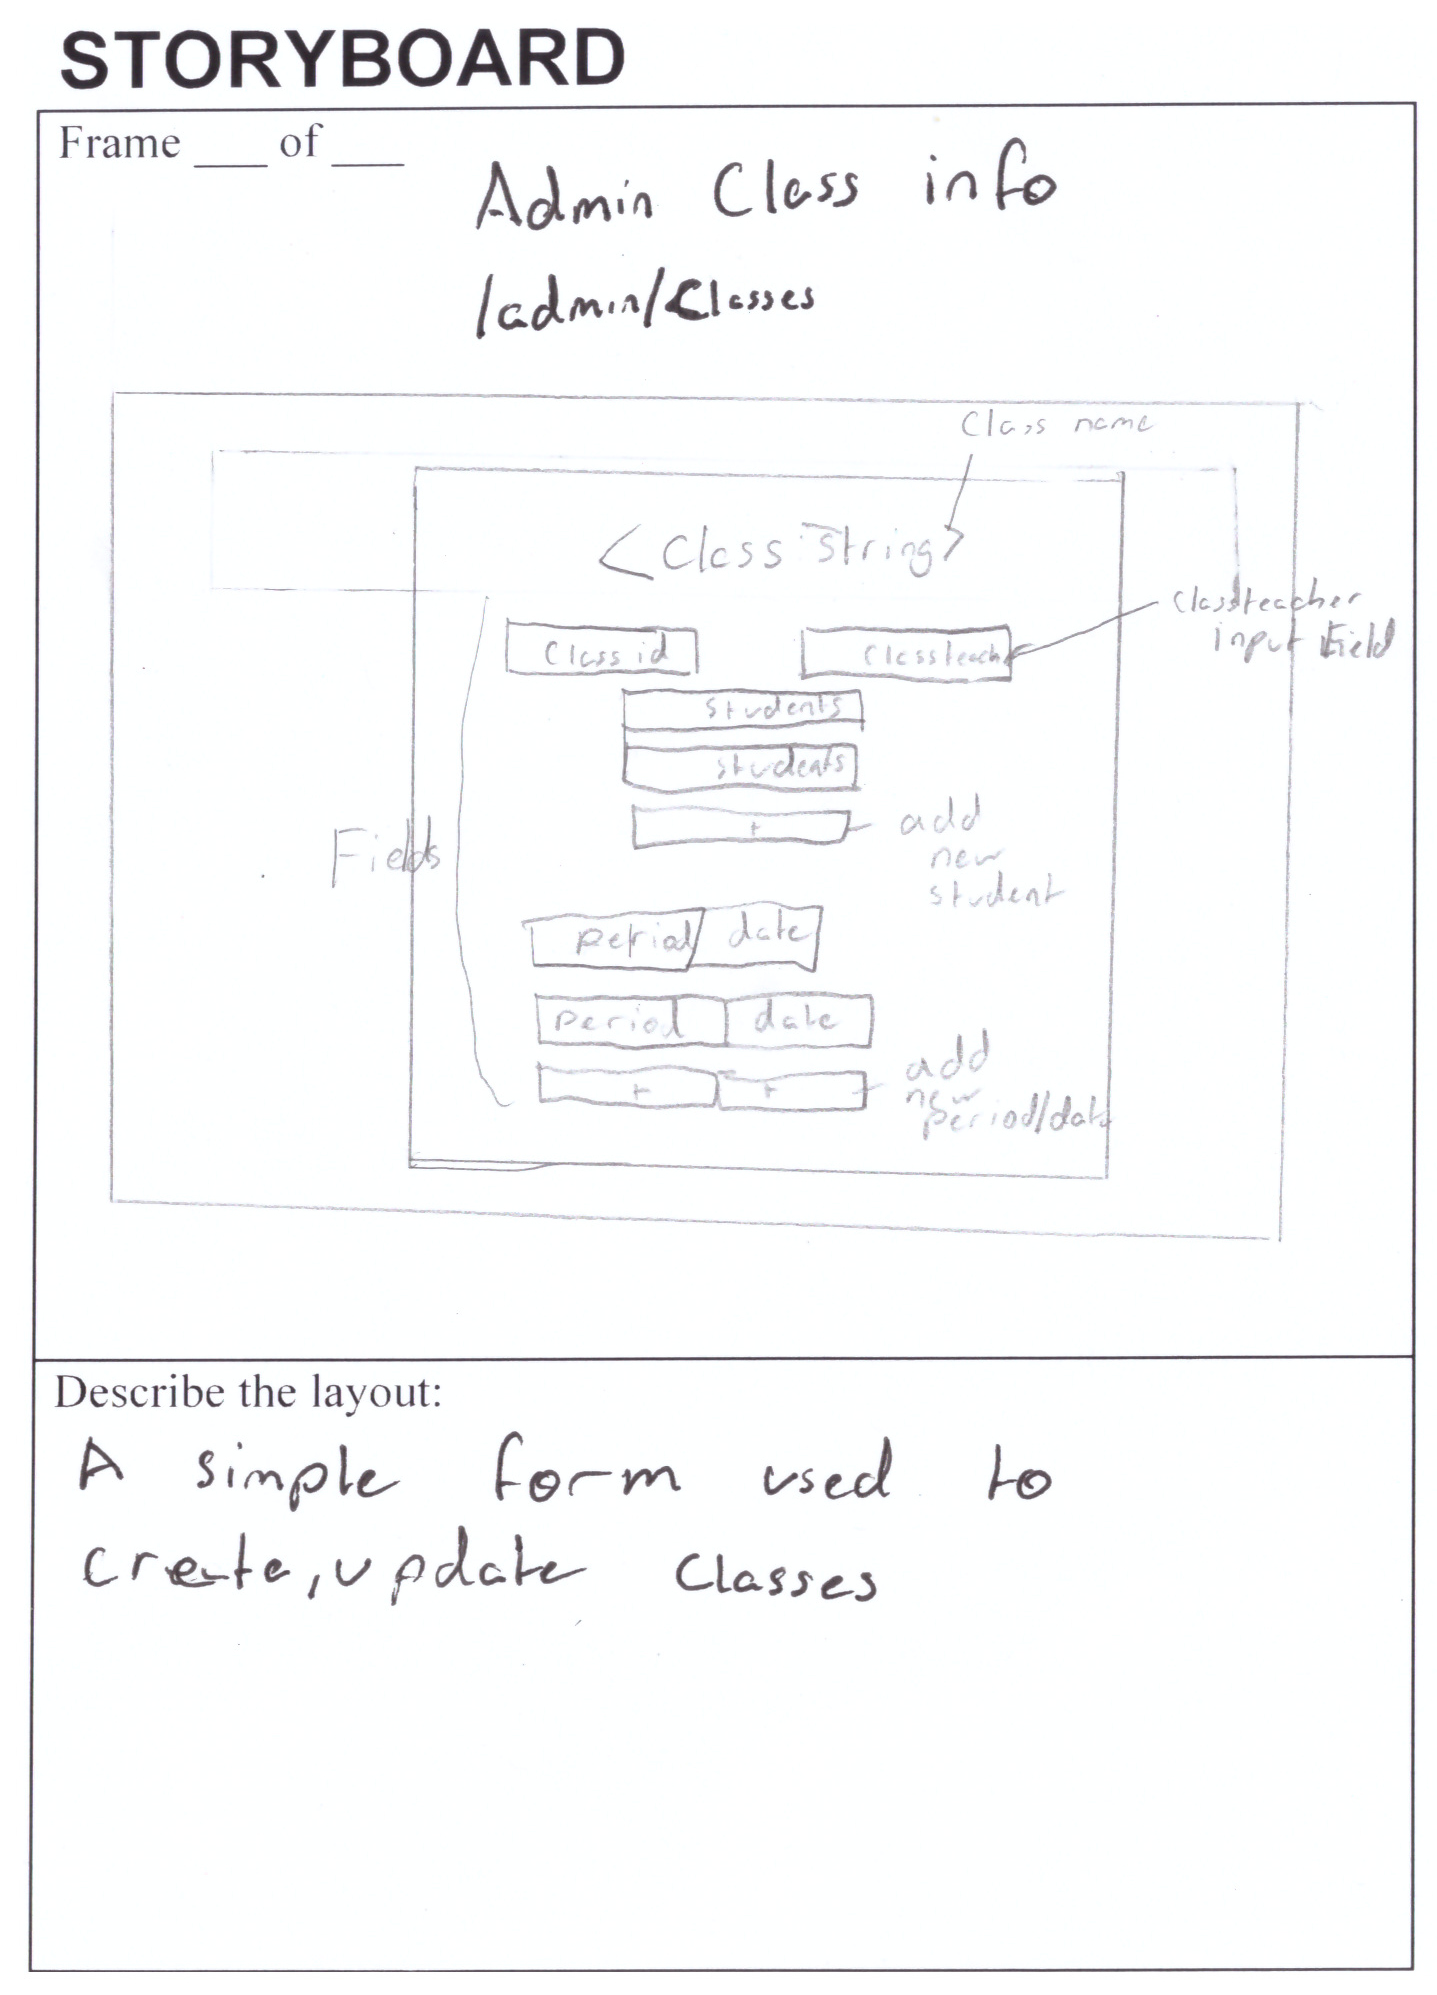 STORYBOARD
Frame ___ of ___
Admin Class info
/admin/Classes
Class name
<Class String>
Classteacher
input Field
Class id
Classteach
students
students
+
add
new
student
Fields
period date
period date
+ +
add
new
period/date
Describe the layout:
A simple form used to
create, update classes